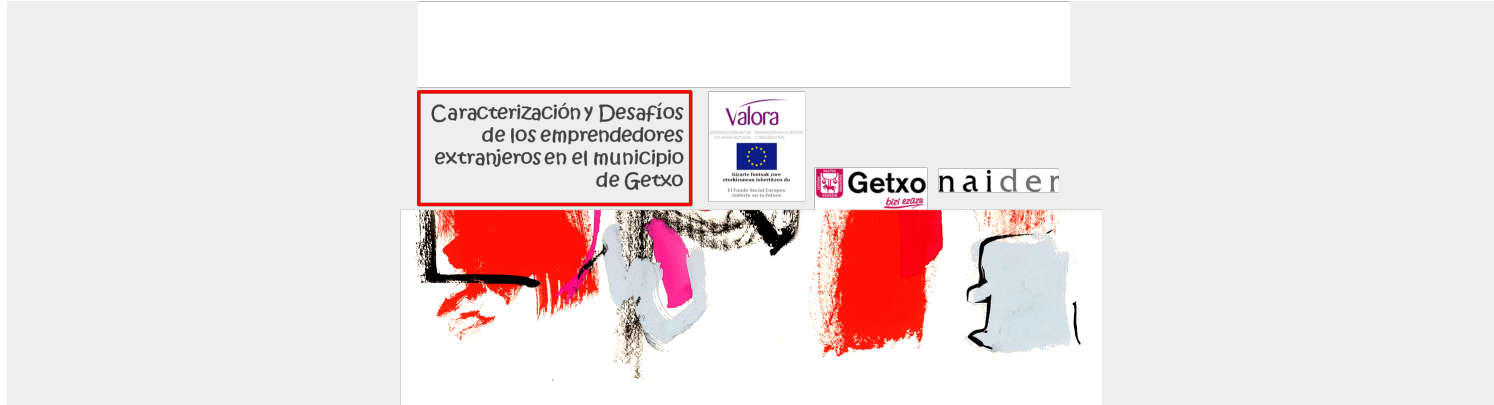 Caracterización y Desafíos
de los emprendedores
extranjeros en el municipio
de Getxo
Valora
Gizarte funtsak zure
etorkizunean inbertitzen du
El Fondo Social Europeo
invierte en tu futuro
Getxo
bizi ezazu
naider